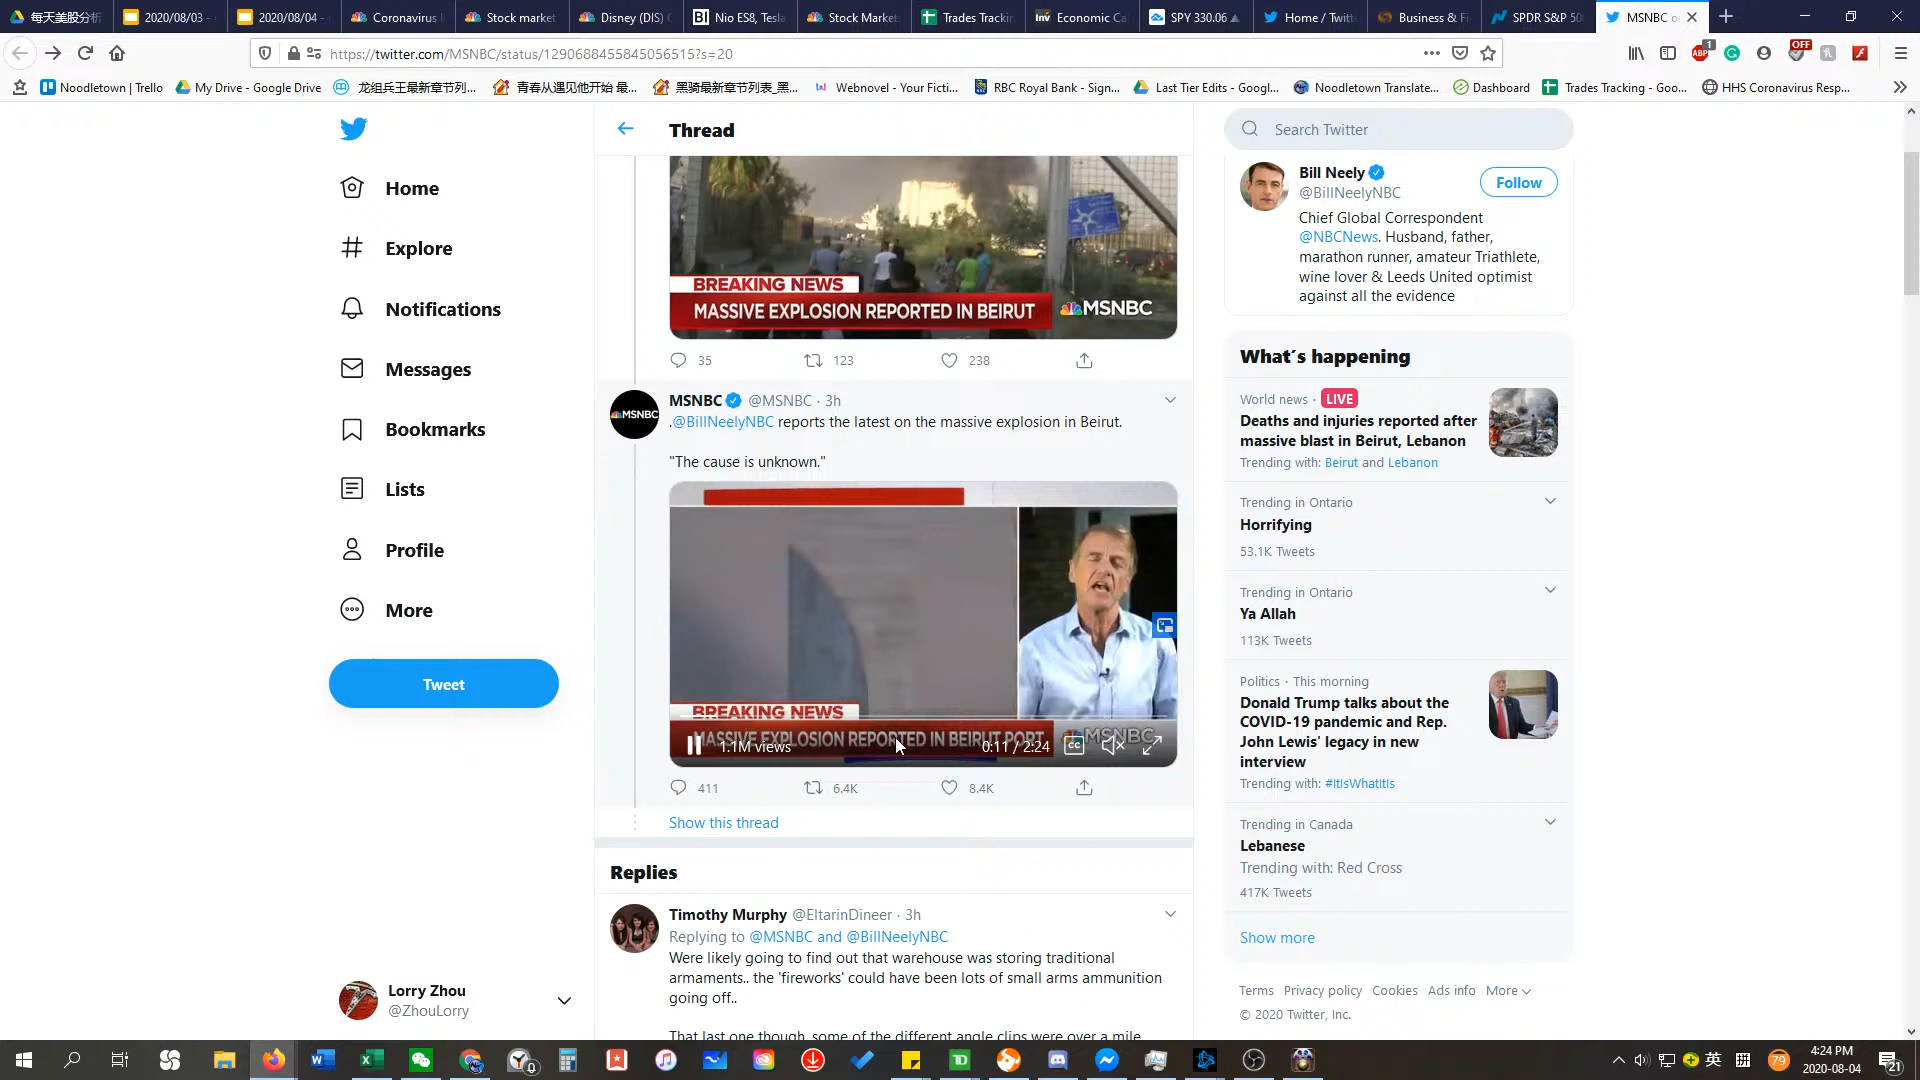 每天美股分析
2020/08/03 -
2020/08/04 -
Coronavirus
Stock market
Disney (DIS)
Nio ES8, Tesla
Stock Market
Trades Tracking
Economic Ca
SPY 330.06
Home / Twitt
Business & Fi
SPDR S&P 50
MSNBC o
https://twitter.com/MSNBC/status/1290688455845056515?s=20
Noodletown | Trello
My Drive - Google Drive
龙组兵王最新章节列...
青春从遇见他开始 最...
黑骑最新章节列表_黑...
Webnovel - Your Ficti...
RBC Royal Bank - Sign...
Last Tier Edits - Googl...
Noodletown Translate...
Dashboard
Trades Tracking - Goo...
HHS Coronavirus Resp...
Home
Explore
Notifications
Messages
Bookmarks
Lists
Profile
More
Tweet
Lorry Zhou
@ZhouLorry
Thread
BREAKING NEWS
MASSIVE EXPLOSION REPORTED IN BEIRUT
MSNBC
35
123
238
MSNBC
MSNBC @MSNBC · 3h
.@BillNeelyNBC reports the latest on the massive explosion in Beirut.
"The cause is unknown."
BREAKING NEWS
MASSIVE EXPLOSION REPORTED IN BEIRUT PORT
MSNBC
1.1M views
0:11 / 2:24
CC
411
6.4K
8.4K
Show this thread
Replies
Timothy Murphy @EltarinDineer · 3h
Replying to @MSNBC and @BillNeelyNBC
Were likely going to find out that warehouse was storing traditional
armaments.. the 'fireworks' could have been lots of small arms ammunition
going off..
That last one though, some of the different angle clips were over a mile
Search Twitter
Bill Neely
@BillNeelyNBC
Follow
Chief Global Correspondent
@NBCNews. Husband, father,
marathon runner, amateur Triathlete,
wine lover & Leeds United optimist
against all the evidence
What's happening
World news · LIVE
Deaths and injuries reported after
massive blast in Beirut, Lebanon
Trending with: Beirut and Lebanon
Trending in Ontario
Horrifying
53.1K Tweets
Trending in Ontario
Ya Allah
113K Tweets
Politics · This morning
Donald Trump talks about the
COVID-19 pandemic and Rep.
John Lewis' legacy in new
interview
Trending with: #ItIsWhatItIs
Trending in Canada
Lebanese
Trending with: Red Cross
417K Tweets
Show more
Terms Privacy policy Cookies Ads info More
© 2020 Twitter, Inc.
英
拼
79
4:24 PM
2020-08-04
21